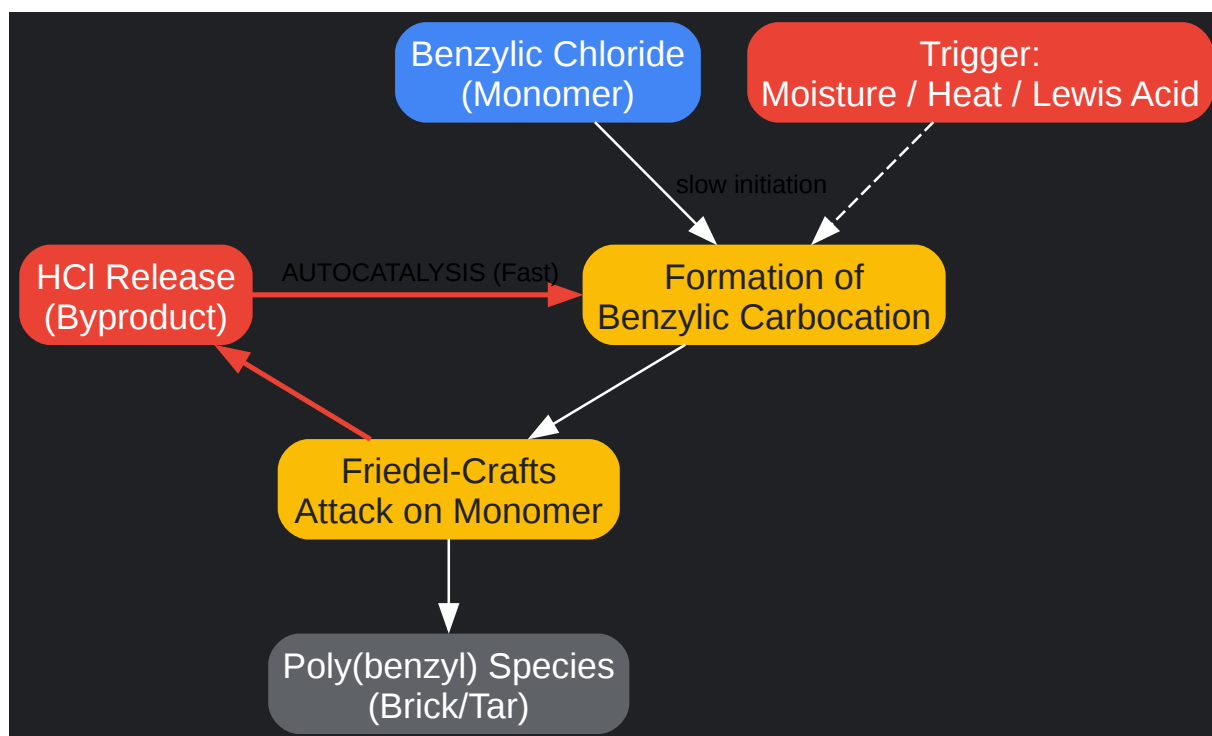 Benzylic Chloride
(Monomer)
Trigger:
Moisture / Heat / Lewis Acid
slow initiation
HCl Release
(Byproduct)
AUTOCATALYSIS (Fast)
Formation of
Benzylic Carbocation
Friedel-Crafts
Attack on Monomer
Poly(benzyl) Species
(Brick/Tar)